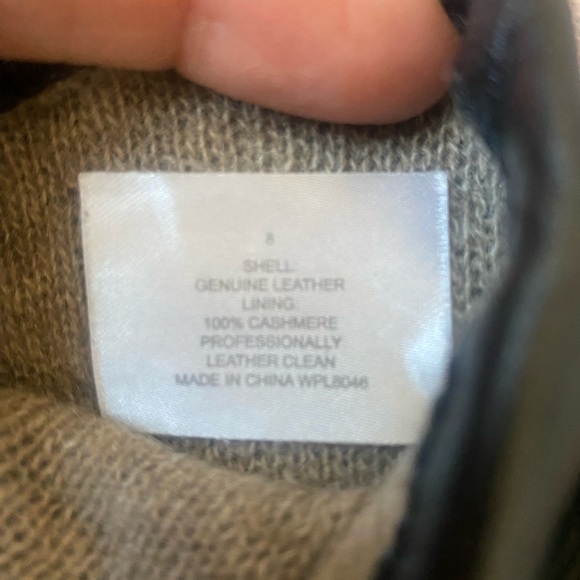 8
SHELL:
GENUINE LEATHER
LINING:
100% CASHMERE
PROFESSIONALLY
LEATHER CLEAN
MADE IN CHINA WPL8046